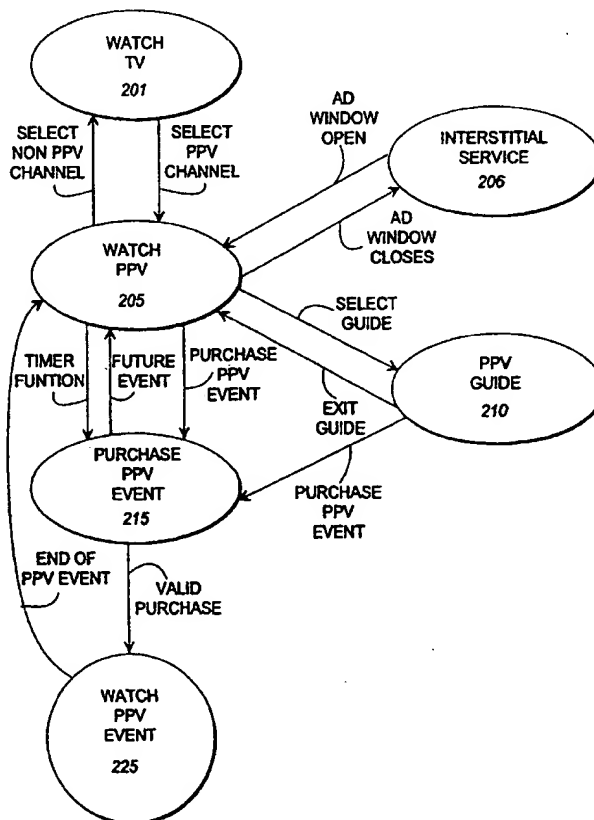 WATCH
TV
201
SELECT
NON PPV
CHANNEL
SELECT
PPV
CHANNEL
AD
WINDOW
OPEN
INTERSTITIAL
SERVICE
206
AD
WINDOW
CLOSES
WATCH
PPV
205
SELECT
GUIDE
TIMER
FUNTION
FUTURE
EVENT
PURCHASE
PPV
EVENT
EXIT
GUIDE
PPV
GUIDE
210
PURCHASE
PPV
EVENT
215
PURCHASE
PPV
EVENT
END OF
PPV EVENT
VALID
PURCHASE
WATCH
PPV
EVENT
225